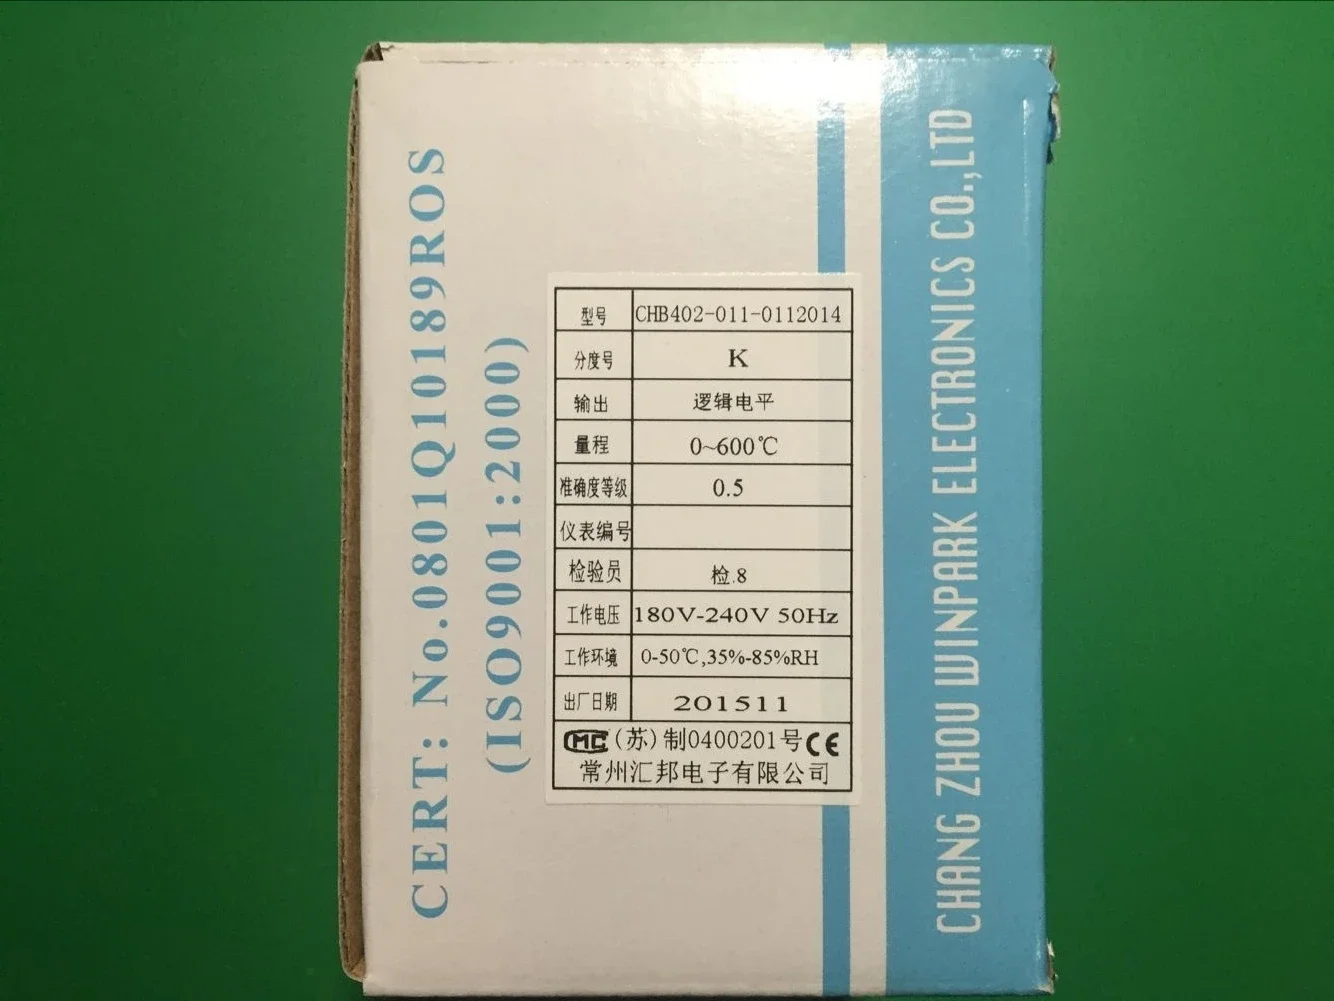 CERT: No.0801Q10189ROS
(ISO9001:2000)
型号 CHB402-011-0112014
分度号 K
输出 逻辑电平
量程 0~600℃
准确度等级 0.5
仪表编号
检验员 检.8
工作电压 180V-240V 50Hz
工作环境 0-50℃,35%-85%RH
出厂日期 201511
MC (苏)制0400201号 CE
常州汇邦电子有限公司
CHANG ZHOU WINPARK ELECTRONICS CO.,LTD